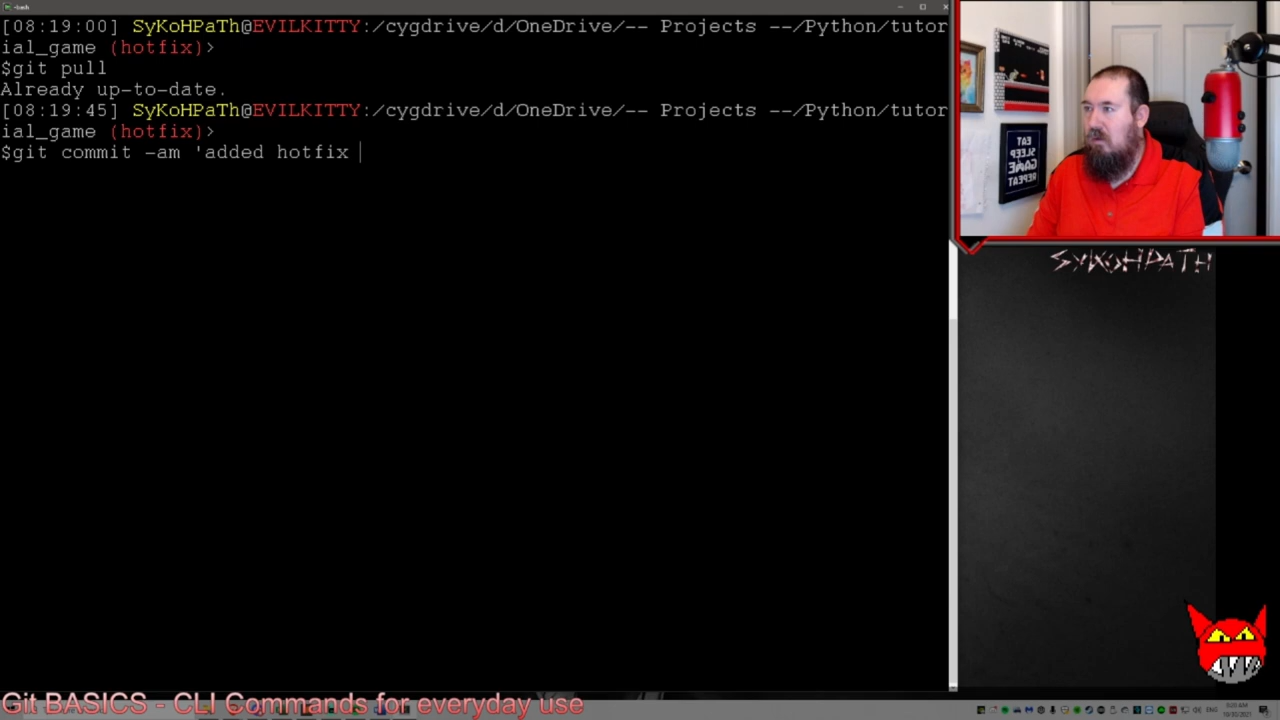 -bash
[08:19:00] SyKoHPaTh@EVILKITTY:/cygdrive/d/OneDrive/-- Projects --/Python/tutor
ial_game (hotfix)>
$git pull
Already up-to-date.
[08:19:45] SyKoHPaTh@EVILKITTY:/cygdrive/d/OneDrive/-- Projects --/Python/tutor
ial_game (hotfix)>
$git commit -am 'added hotfix
EAT
SLEEP
GAME
REPEAT
SYKOHPATH
Git BASICS - CLI Commands for everyday use
ENG